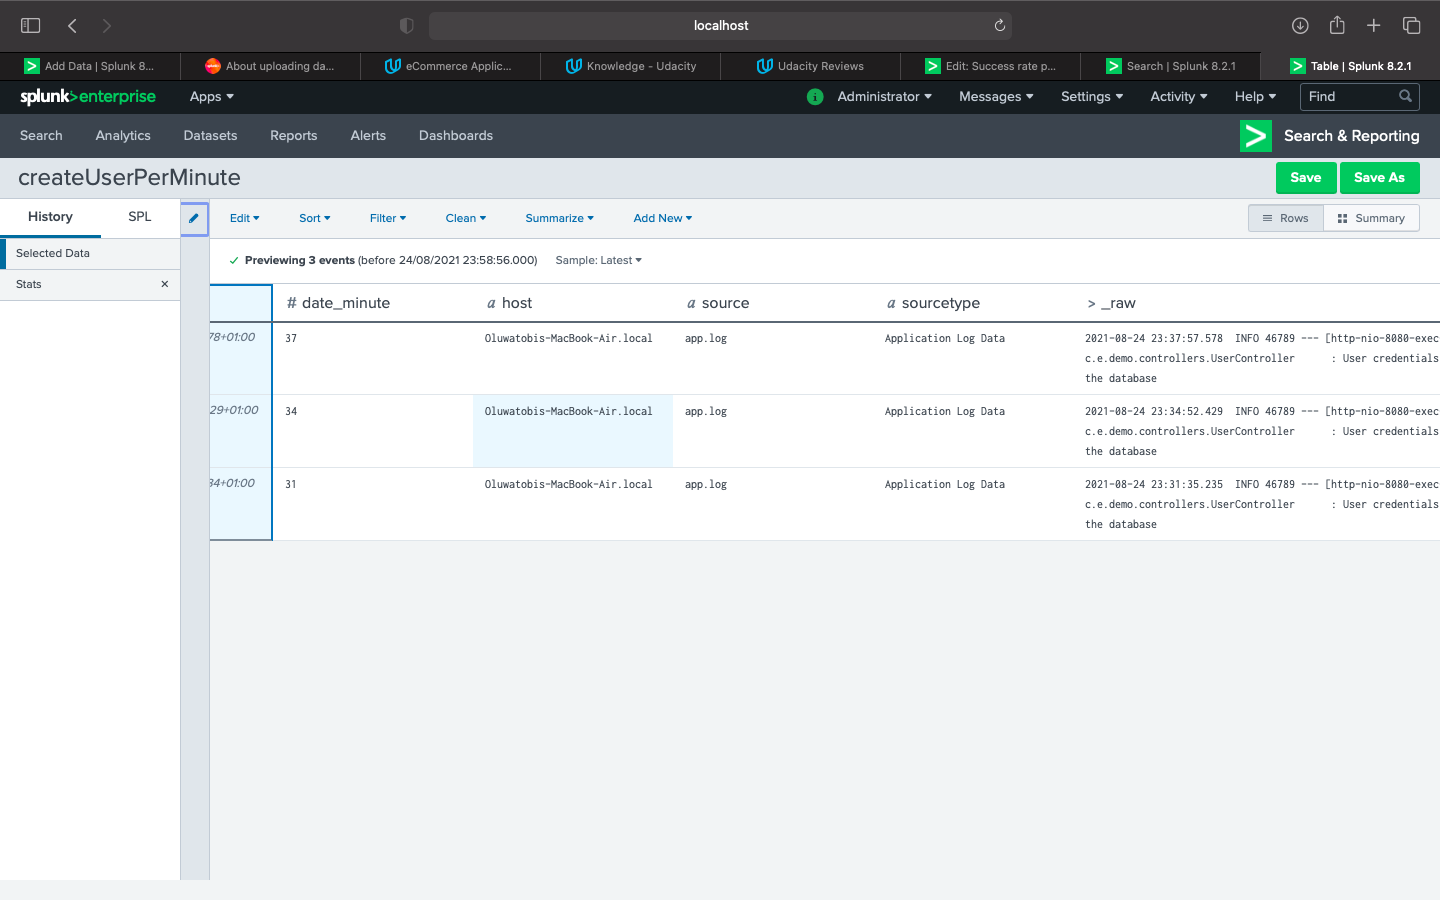 localhost
Add Data | Splunk 8...
About uploading da...
eCommerce Applic...
Knowledge - Udacity
Udacity Reviews
Edit: Success rate p...
Search | Splunk 8.2.1
Table | Splunk 8.2.1
splunk>enterprise Apps
i Administrator Messages Settings Activity Help Find
Search Analytics Datasets Reports Alerts Dashboards
Search & Reporting
createUserPerMinute
Save Save As
History SPL
Edit Sort Filter Clean Summarize Add New
Rows Summary
Selected Data
Stats
Previewing 3 events (before 24/08/2021 23:58:56.000) Sample: Latest
# date_minute a host a source a sourcetype > _raw
78+01:00 37 Oluwatobis-MacBook-Air.local app.log Application Log Data 2021-08-24 23:37:57.578 INFO 46789 --- [http-nio-8080-exec
c.e.demo.controllers.UserController : User credentials
the database
29+01:00 34 Oluwatobis-MacBook-Air.local app.log Application Log Data 2021-08-24 23:34:52.429 INFO 46789 --- [http-nio-8080-exec
c.e.demo.controllers.UserController : User credentials
the database
34+01:00 31 Oluwatobis-MacBook-Air.local app.log Application Log Data 2021-08-24 23:31:35.235 INFO 46789 --- [http-nio-8080-exec
c.e.demo.controllers.UserController : User credentials
the database